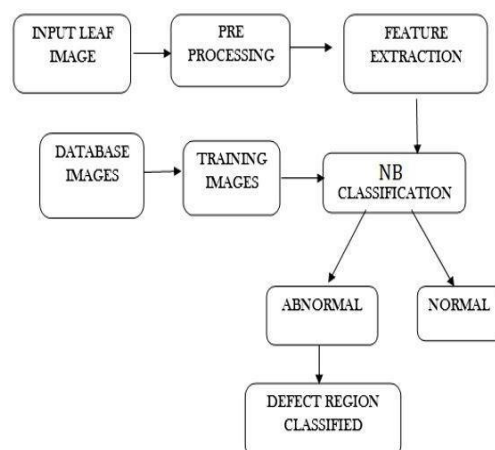 INPUT LEAF
IMAGE
PRE
PROCESSING
FEATURE
EXTRACTION
DATABASE
IMAGES
TRAINING
IMAGES
NB
CLASSIFICATION
ABNORMAL
NORMAL
DEFECT REGION
CLASSIFIED